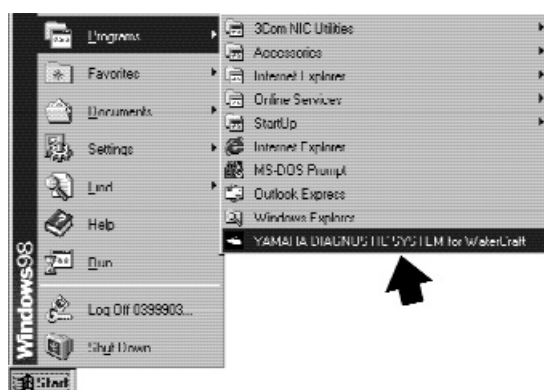 Programs
Favorites
Documents
Settings
Find
Help
Run
Log Off 0399903...
Shut Down
Windows98
Start
3Com NIC Utilities
Accessories
Internet Explorer
Online Services
StartUp
Internet Explorer
MS-DOS Prompt
Outlook Express
Windows Explorer
YAMAHA DIAGNOSTIC SYSTEM for WaterCraft